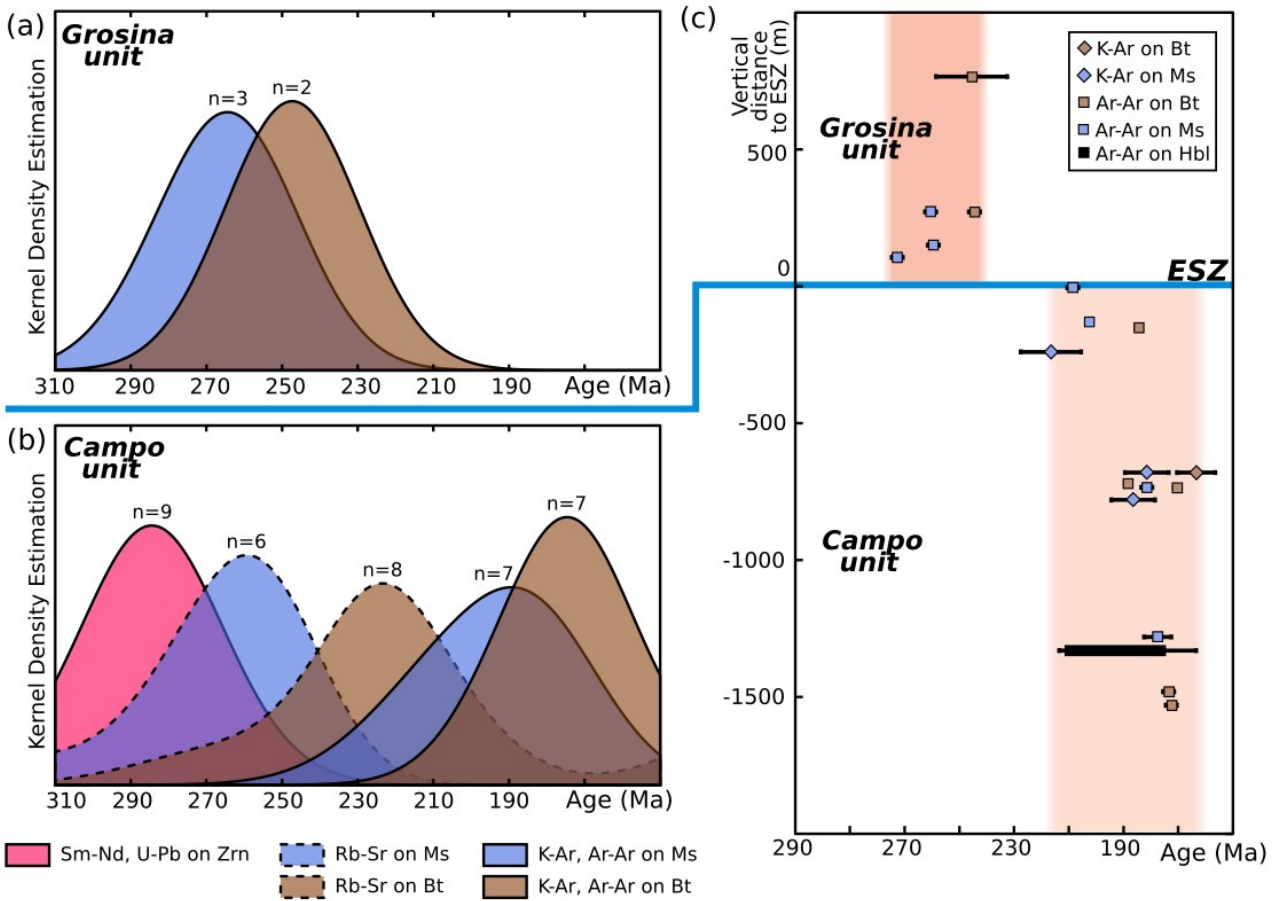 (a)
Grosina
unit
n=3
n=2
Kernel Density Estimation
310 290 270 250 230 210 190 Age (Ma)
(b)
Campo
unit
n=9
n=6
n=8
n=7
n=7
Kernel Density Estimation
310 290 270 250 230 210 190 Age (Ma)
Sm-Nd, U-Pb on Zrn
Rb-Sr on Ms
Rb-Sr on Bt
K-Ar, Ar-Ar on Ms
K-Ar, Ar-Ar on Bt
(c)
Vertical
distance
to ESZ (m)
K-Ar on Bt
K-Ar on Ms
Ar-Ar on Bt
Ar-Ar on Ms
Ar-Ar on Hbl
Grosina
unit
500
0
ESZ
-500
Campo
unit
-1000
-1500
290 270 230 190 Age (Ma)